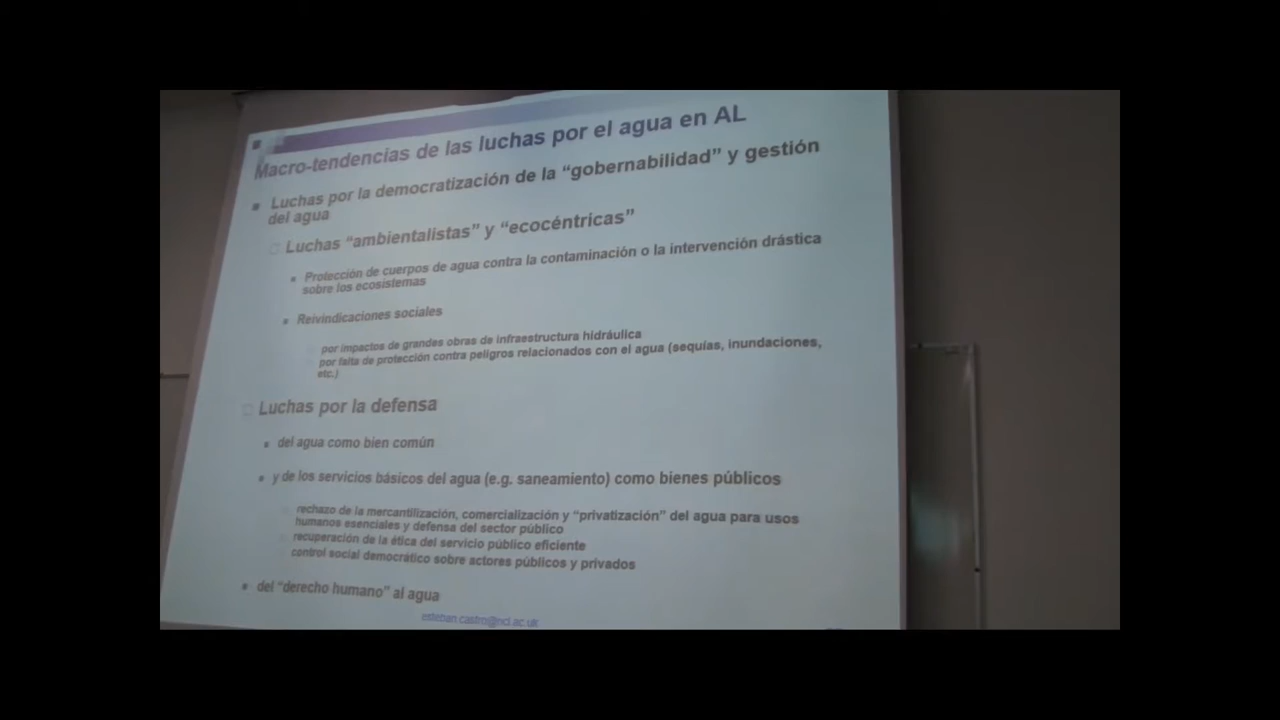 Macro-tendencias de las luchas por el agua en AL
Luchas por la democratización de la “gobernabilidad” y gestión
del agua
Luchas “ambientalistas” y “ecocéntricas”
Protección de cuerpos de agua contra la contaminación o la intervención drástica
sobre los ecosistemas
Reivindicaciones sociales
por impactos de grandes obras de infraestructura hidráulica
por falta de protección contra peligros relacionados con el agua (sequías, inundaciones,
etc.)
Luchas por la defensa
del agua como bien común
y de los servicios básicos del agua (e.g. saneamiento) como bienes públicos
rechazo de la mercantilización, comercialización y “privatización” del agua para usos
humanos esenciales y defensa del sector público
recuperación de la ética del servicio público eficiente
control social democrático sobre actores públicos y privados
del “derecho humano” al agua
esteban.castro@ncl.ac.uk